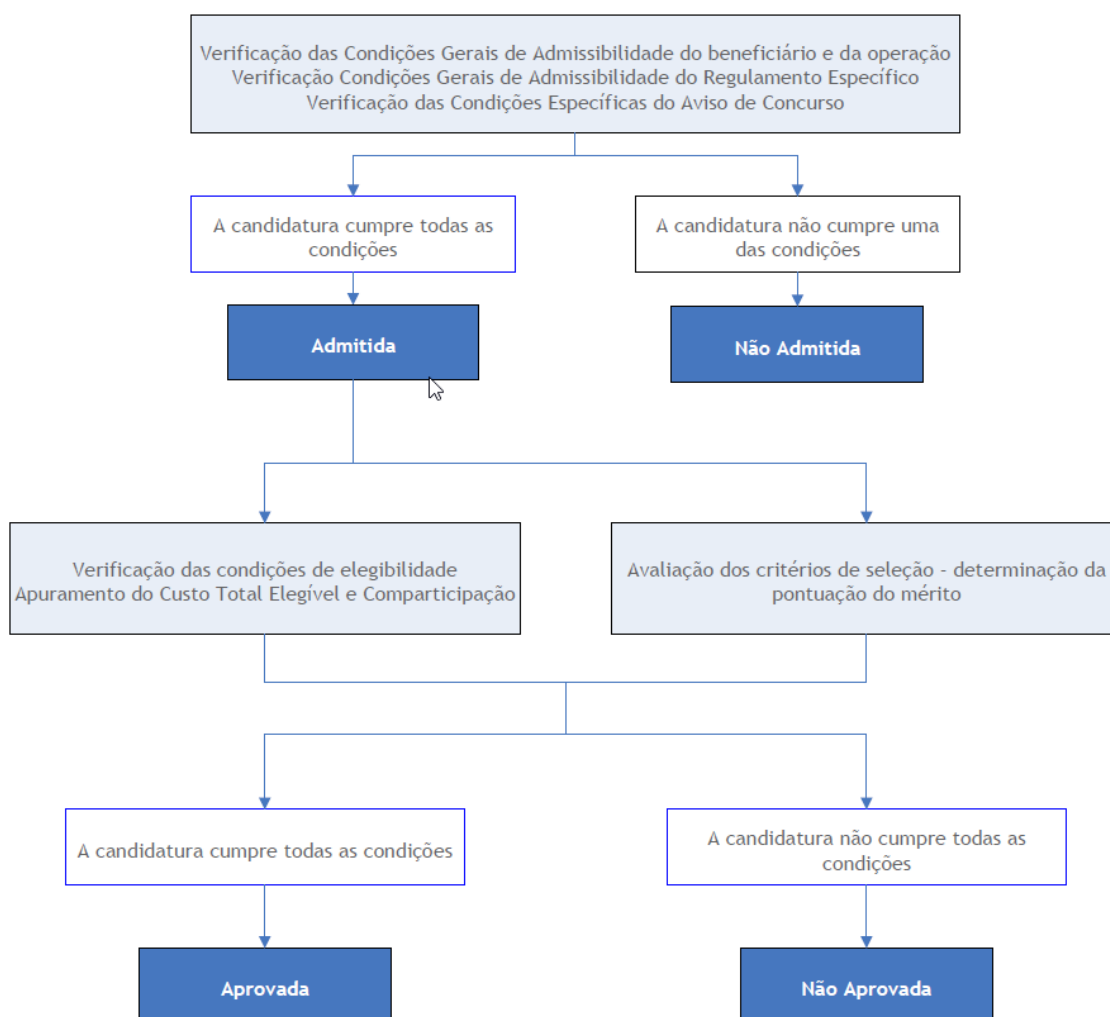 Verificação das Condições Gerais de Admissibilidade do beneficiário e da operação
Verificação Condições Gerais de Admissibilidade do Regulamento Específico
Verificação das Condições Específicas do Aviso de Concurso
A candidatura cumpre todas as
condições
A candidatura não cumpre uma
das condições
Admitida
Não Admitida
Verificação das condições de elegibilidade
Apuramento do Custo Total Elegível e Comparticipação
Avaliação dos critérios de seleção - determinação da
pontuação do mérito
A candidatura cumpre todas as condições
A candidatura não cumpre todas as
condições
Aprovada
Não Aprovada